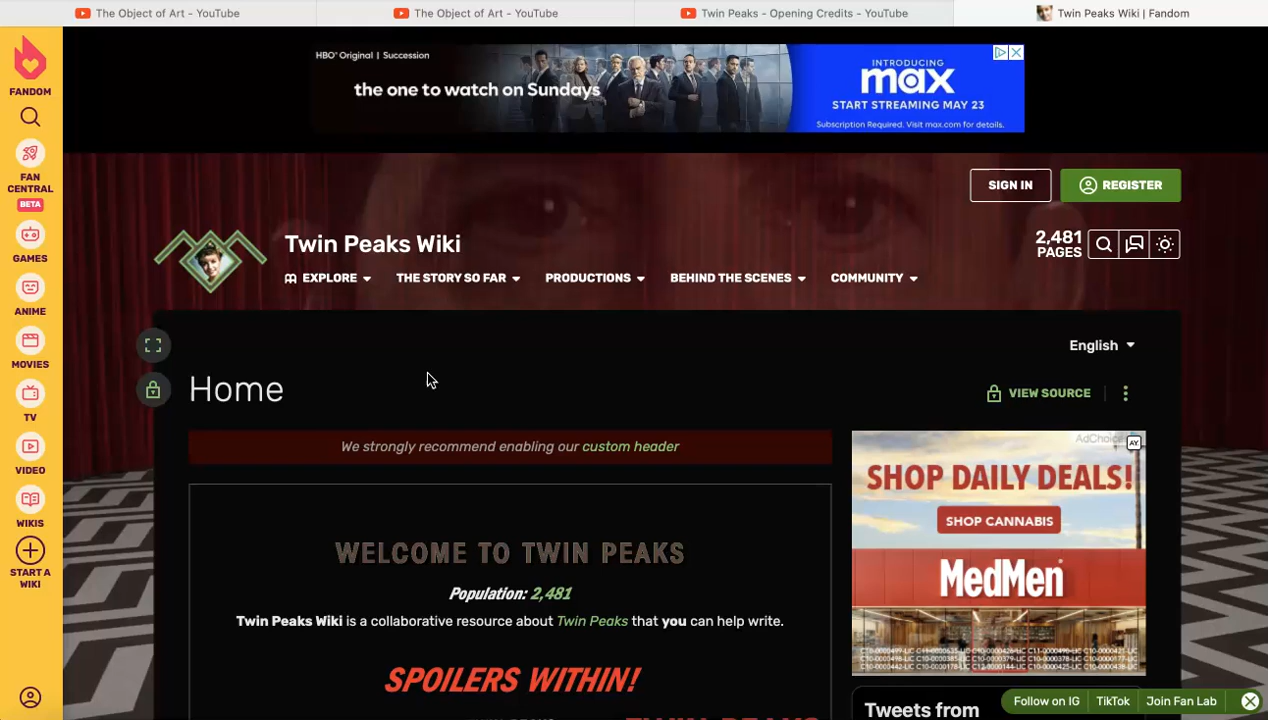 The Object of Art - YouTube
The Object of Art - YouTube
Twin Peaks - Opening Credits - YouTube
Twin Peaks Wiki | Fandom
FANDOM
FAN
CENTRAL
BETA
GAMES
ANIME
MOVIES
TV
VIDEO
WIKIS
START A
WIKI
HBO Original | Succession
the one to watch on Sundays
INTRODUCING
max
START STREAMING MAY 23
Subscription Required. Visit max.com for details.
SIGN IN
REGISTER
Twin Peaks Wiki
2,481
PAGES
EXPLORE
THE STORY SO FAR
PRODUCTIONS
BEHIND THE SCENES
COMMUNITY
English
Home
VIEW SOURCE
We strongly recommend enabling our custom header
WELCOME TO TWIN PEAKS
Population: 2,481
Twin Peaks Wiki is a collaborative resource about Twin Peaks that you can help write.
SPOILERS WITHIN!
AdChoices
SHOP DAILY DEALS!
SHOP CANNABIS
MedMen
Tweets from
Follow on IG
TikTok
Join Fan Lab